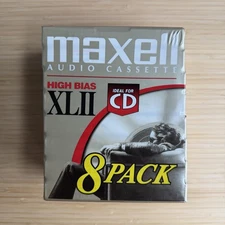 maxell
AUDIO CASSETTE
HIGH BIAS
XLII
IDEAL FOR
CD
8 PACK